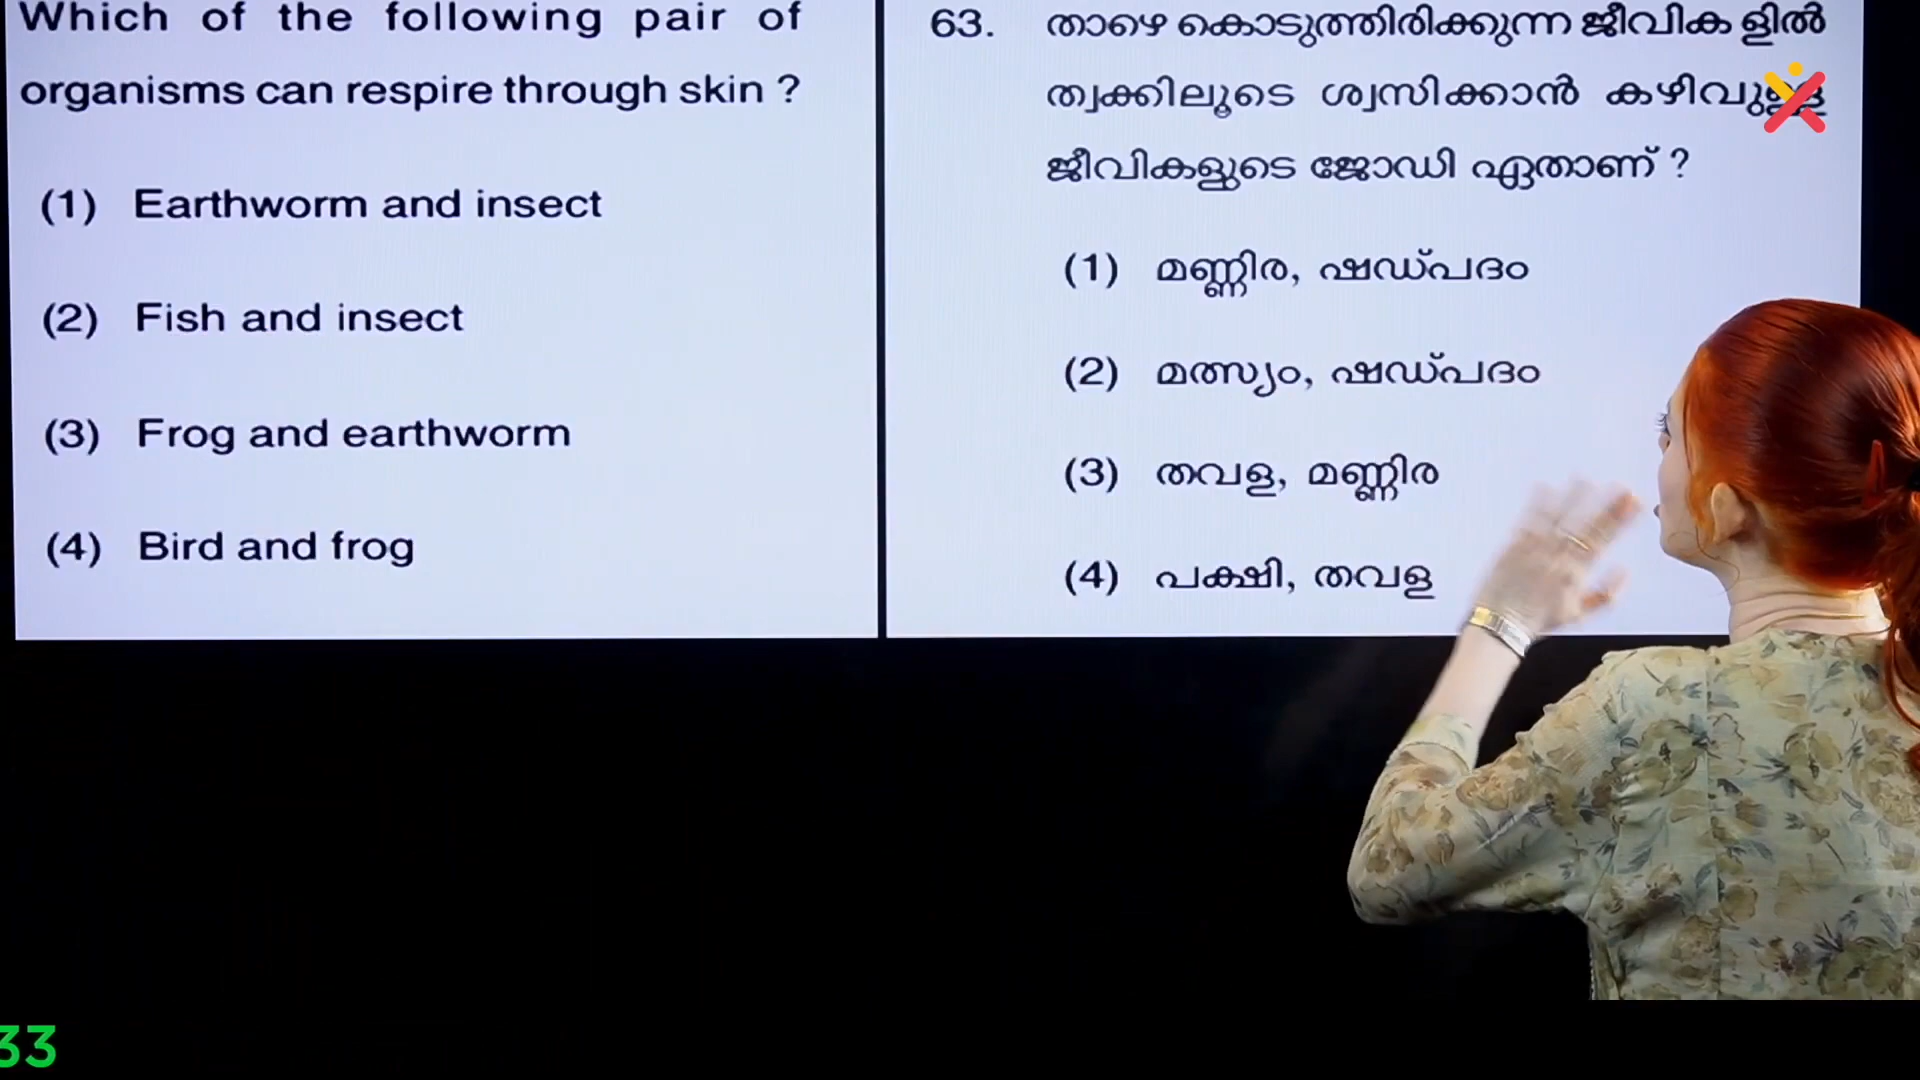 Which of the following pair of
organisms can respire through skin ?
(1) Earthworm and insect
(2) Fish and insect
(3) Frog and earthworm
(4) Bird and frog
63. താഴെ കൊടുത്തിരിക്കുന്ന ജീവിക ളിൽ
ത്വക്കിലൂടെ ശ്വസിക്കാൻ കഴിവുള്ള
ജീവികളുടെ ജോഡി ഏതാണ് ?
(1) മണ്ണിര, ഷഡ്പദം
(2) മത്സ്യം, ഷഡ്പദം
(3) തവള, മണ്ണിര
(4) പക്ഷി, തവള
33